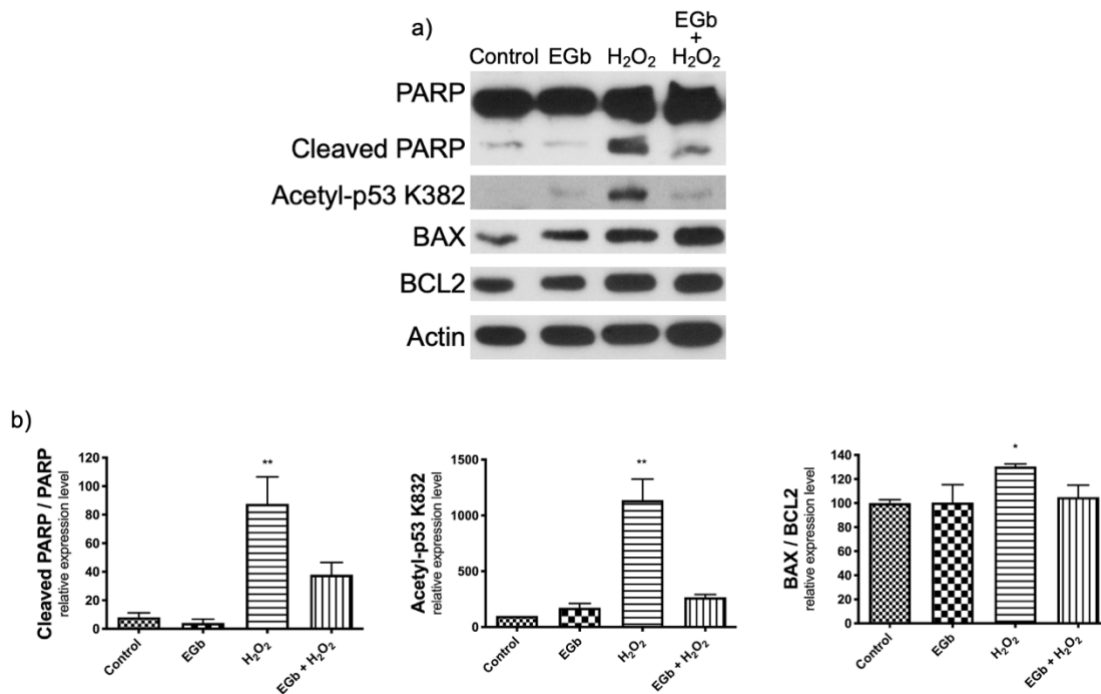 a)
Control EGb H₂O₂ EGb + H₂O₂
PARP
Cleaved PARP
Acetyl-p53 K382
BAX
BCL2
Actin
b)
Cleaved PARP / PARP
relative expression level
120
100
80
60
40
20
0
Control EGb H₂O₂ EGb + H₂O₂
**
Acetyl-p53 K832
relative expression level
1500
1000
500
0
Control EGb H₂O₂ EGb + H₂O₂
**
BAX / BCL2
relative expression level
140
120
100
80
60
40
20
0
Control EGb H₂O₂ EGb + H₂O₂
*